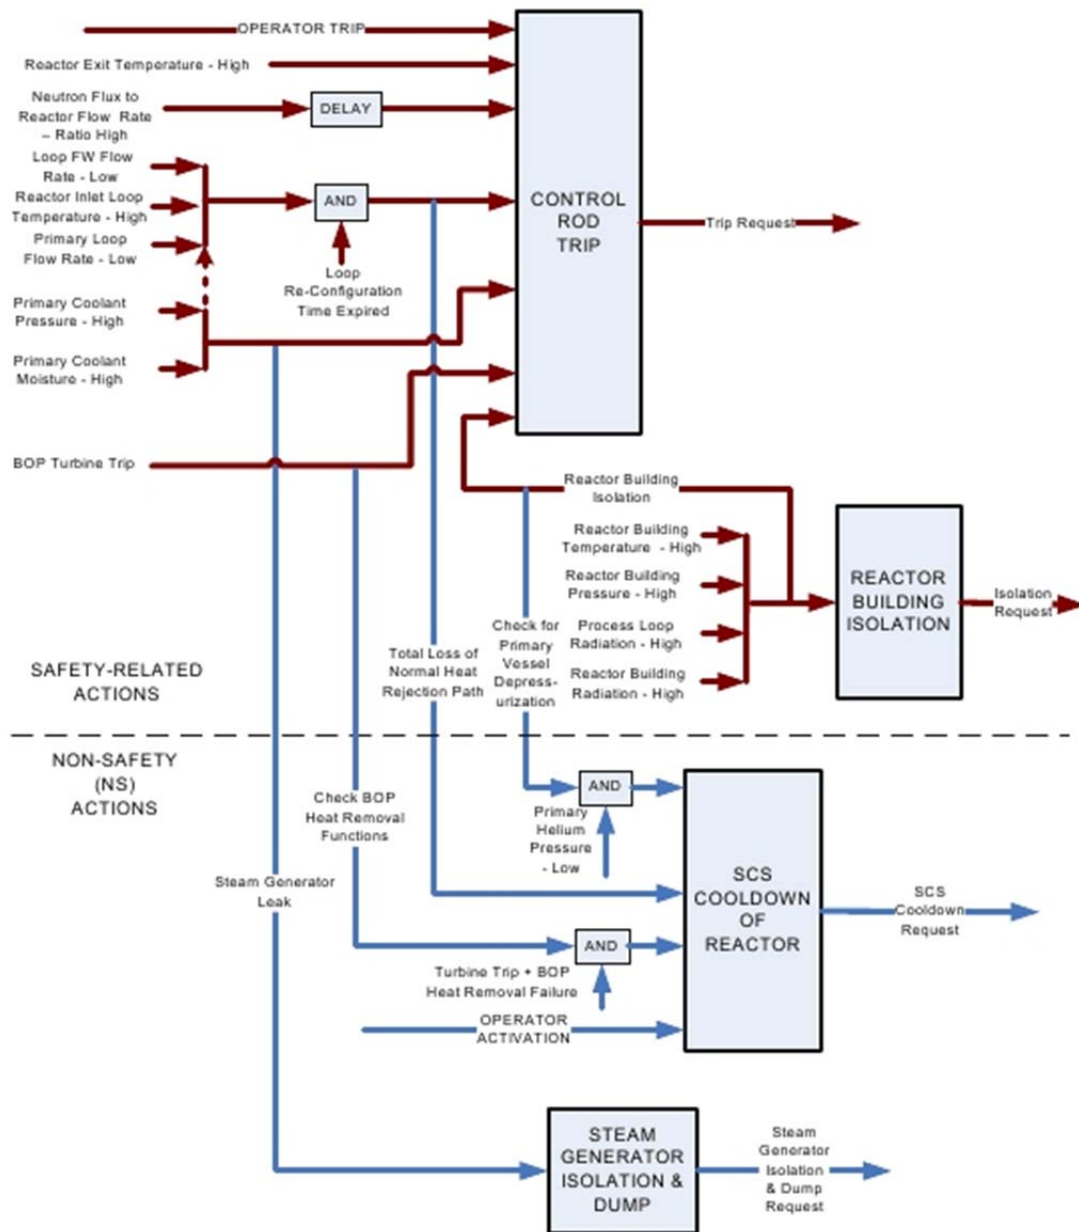 OPERATOR TRIP
Reactor Exit Temperature - High
Neutron Flux to
Reactor Flow Rate
– Ratio High
DELAY
Loop FW Flow
Rate - Low
Reactor Inlet Loop
Temperature - High
Primary Loop
Flow Rate - Low
AND
Loop
Re-Configuration
Time Expired
CONTROL
ROD
TRIP
Trip Request
Primary Coolant
Pressure - High
Primary Coolant
Moisture - High
BOP Turbine Trip
Reactor Building
Isolation
Reactor Building
Temperature - High
Reactor Building
Pressure - High
Process Loop
Radiation - High
Reactor Building
Radiation - High
REACTOR
BUILDING
ISOLATION
Isolation
Request
Check for
Primary
Vessel
Depress-
urization
Total Loss of
Normal Heat
Rejection Path
SAFETY-RELATED
ACTIONS
NON-SAFETY
(NS)
ACTIONS
Check BOP
Heat Removal
Functions
AND
Primary
Helium
Pressure
- Low
Steam Generator
Leak
SCS
COOLDOWN
OF
REACTOR
SCS
Cooldown
Request
AND
Turbine Trip + BOP
Heat Removal Failure
OPERATOR
ACTIVATION
STEAM
GENERATOR
ISOLATION &
DUMP
Steam
Generator
Isolation
& Dump
Request